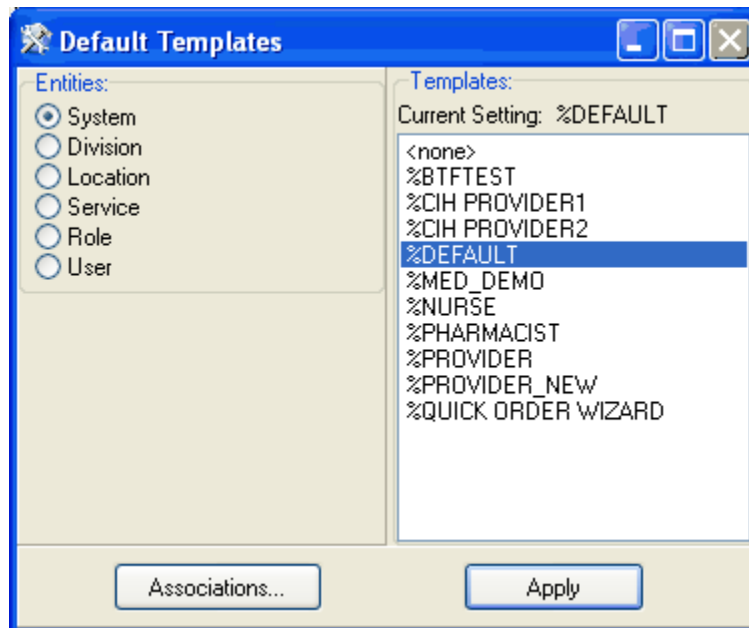 Default Templates
Entities:
System
Division
Location
Service
Role
User
Templates:
Current Setting: %DEFAULT
<none>
%BTFTEST
%CIH PROVIDER1
%CIH PROVIDER2
%DEFAULT
%MED_DEMO
%NURSE
%PHARMACIST
%PROVIDER
%PROVIDER_NEW
%QUICK ORDER WIZARD
Associations...
Apply